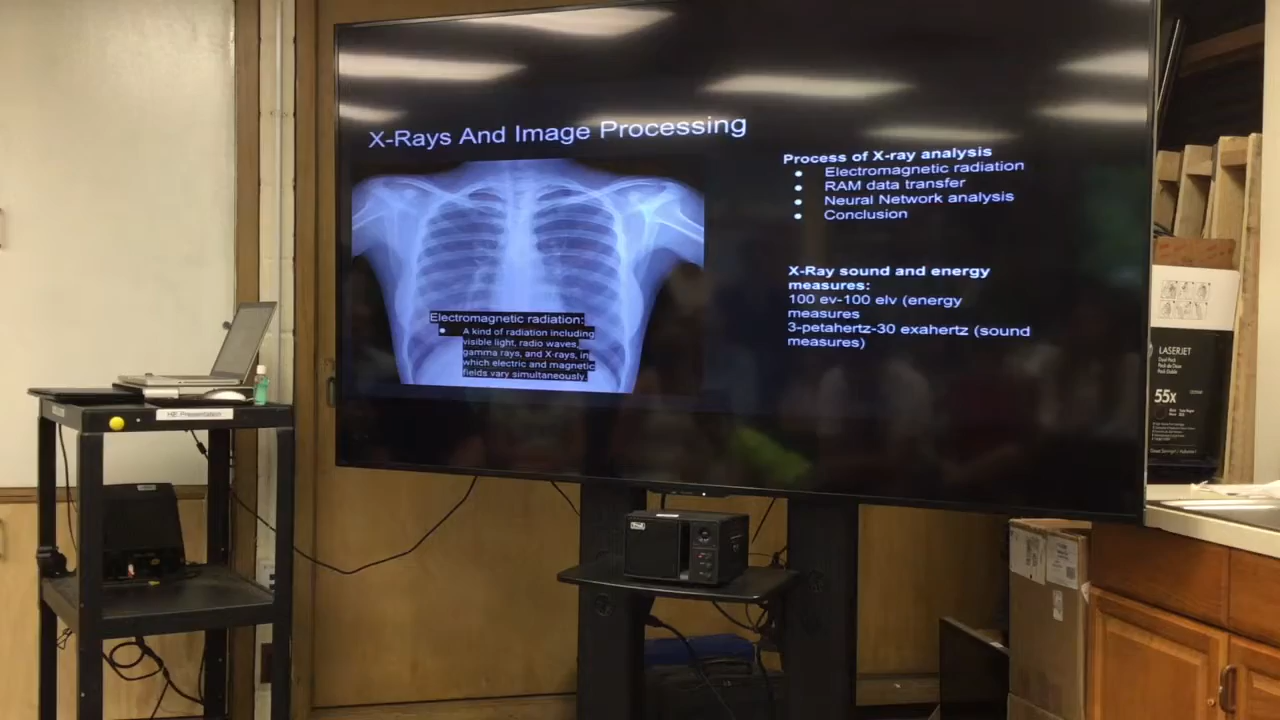 X-Rays And Image Processing
Process of X-ray analysis
Electromagnetic radiation
RAM data transfer
Neural Network analysis
Conclusion
X-Ray sound and energy
measures:
100 ev-100 elv (energy
measures
3-petahertz-30 exahertz (sound
measures)
Electromagnetic radiation:
A kind of radiation including
visible light, radio waves,
gamma rays, and X-rays, in
which electric and magnetic
fields vary simultaneously.
HE Presentation
LASERJET
55x